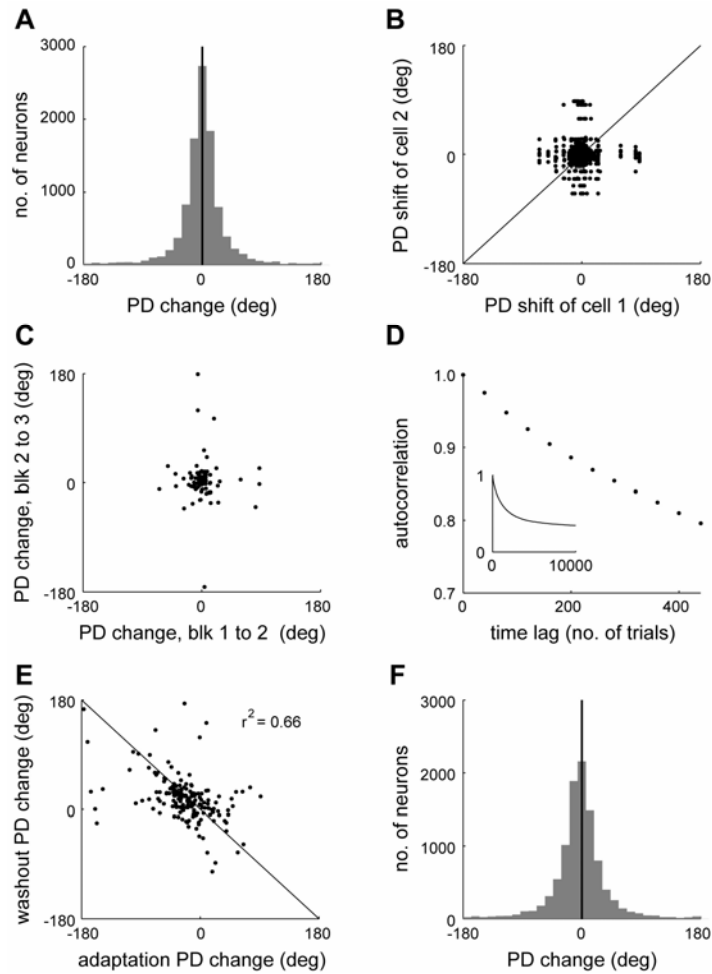 A
no. of neurons
3000
2000
1000
0
-180
0
180
PD change (deg)
B
PD shift of cell 2 (deg)
180
0
-180
-180
0
180
PD shift of cell 1 (deg)
C
PD change, blk 2 to 3 (deg)
180
0
-180
-180
0
180
PD change, blk 1 to 2 (deg)
D
autocorrelation
1.0
0.9
0.8
0.7
1
0
0
10000
0
200
400
time lag (no. of trials)
E
washout PD change (deg)
180
0
-180
r² = 0.66
-180
0
180
adaptation PD change (deg)
F
no. of neurons
3000
2000
1000
0
-180
0
180
PD change (deg)